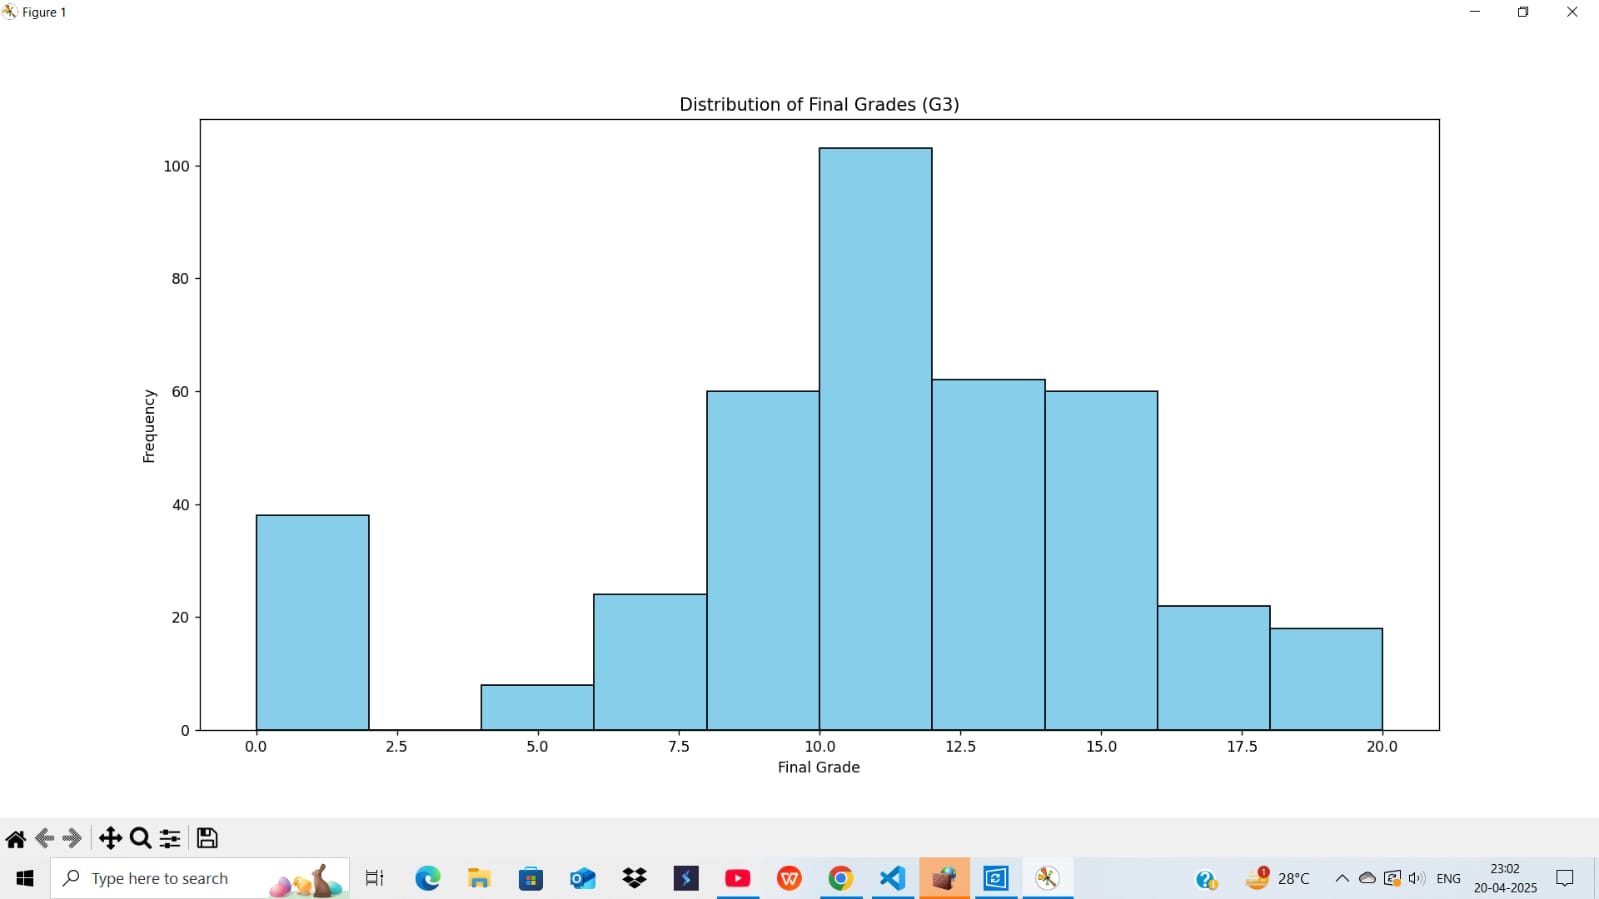 Figure 1
Distribution of Final Grades (G3)
100
80
60
40
20
0
Frequency
0.0 2.5 5.0 7.5 10.0 12.5 15.0 17.5 20.0
Final Grade
Type here to search
1
28°C
ENG
23:02
20-04-2025